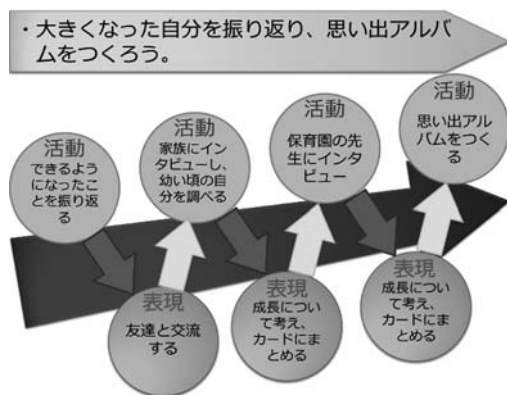 ・大きくなった自分を振り返り、思い出アルバ
ムをつくろう。
活動
できるよう
になったこ
とを振り返
る
表現
友達と交流
する
活動
家族にイン
タビューし、
幼い頃の自
分を調べる
表現
成長につい
て考え、
カードにま
とめる
活動
保育園の先
生にインタ
ビュー
表現
成長につい
て考え、
カードにま
とめる
活動
思い出アル
バムをつく
る